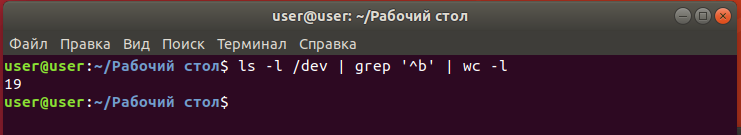 user@user: ~/Рабочий стол
Файл Правка Вид Поиск Терминал Справка
user@user:~/Рабочий стол$ ls -l /dev | grep '^b' | wc -l
19
user@user:~/Рабочий стол$